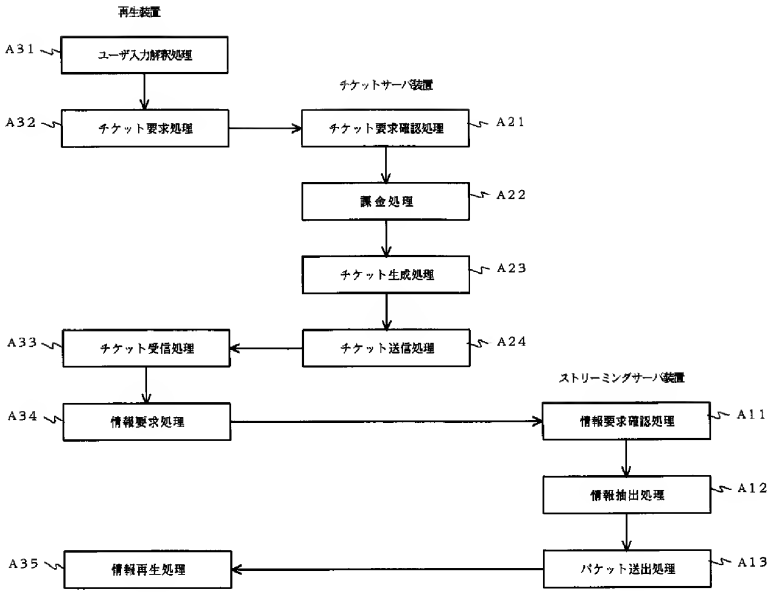 再生装置
A31 ユーザ入力解釈処理
チケットサーバ装置
A32 チケット要求処理 チケット要求確認処理 A21
課金処理 A22
チケット生成処理 A23
A33 チケット受信処理 チケット送信処理 A24
ストリーミングサーバ装置
A34 情報要求処理 情報要求確認処理 A11
情報抽出処理 A12
A35 情報再生処理 パケット送出処理 A13